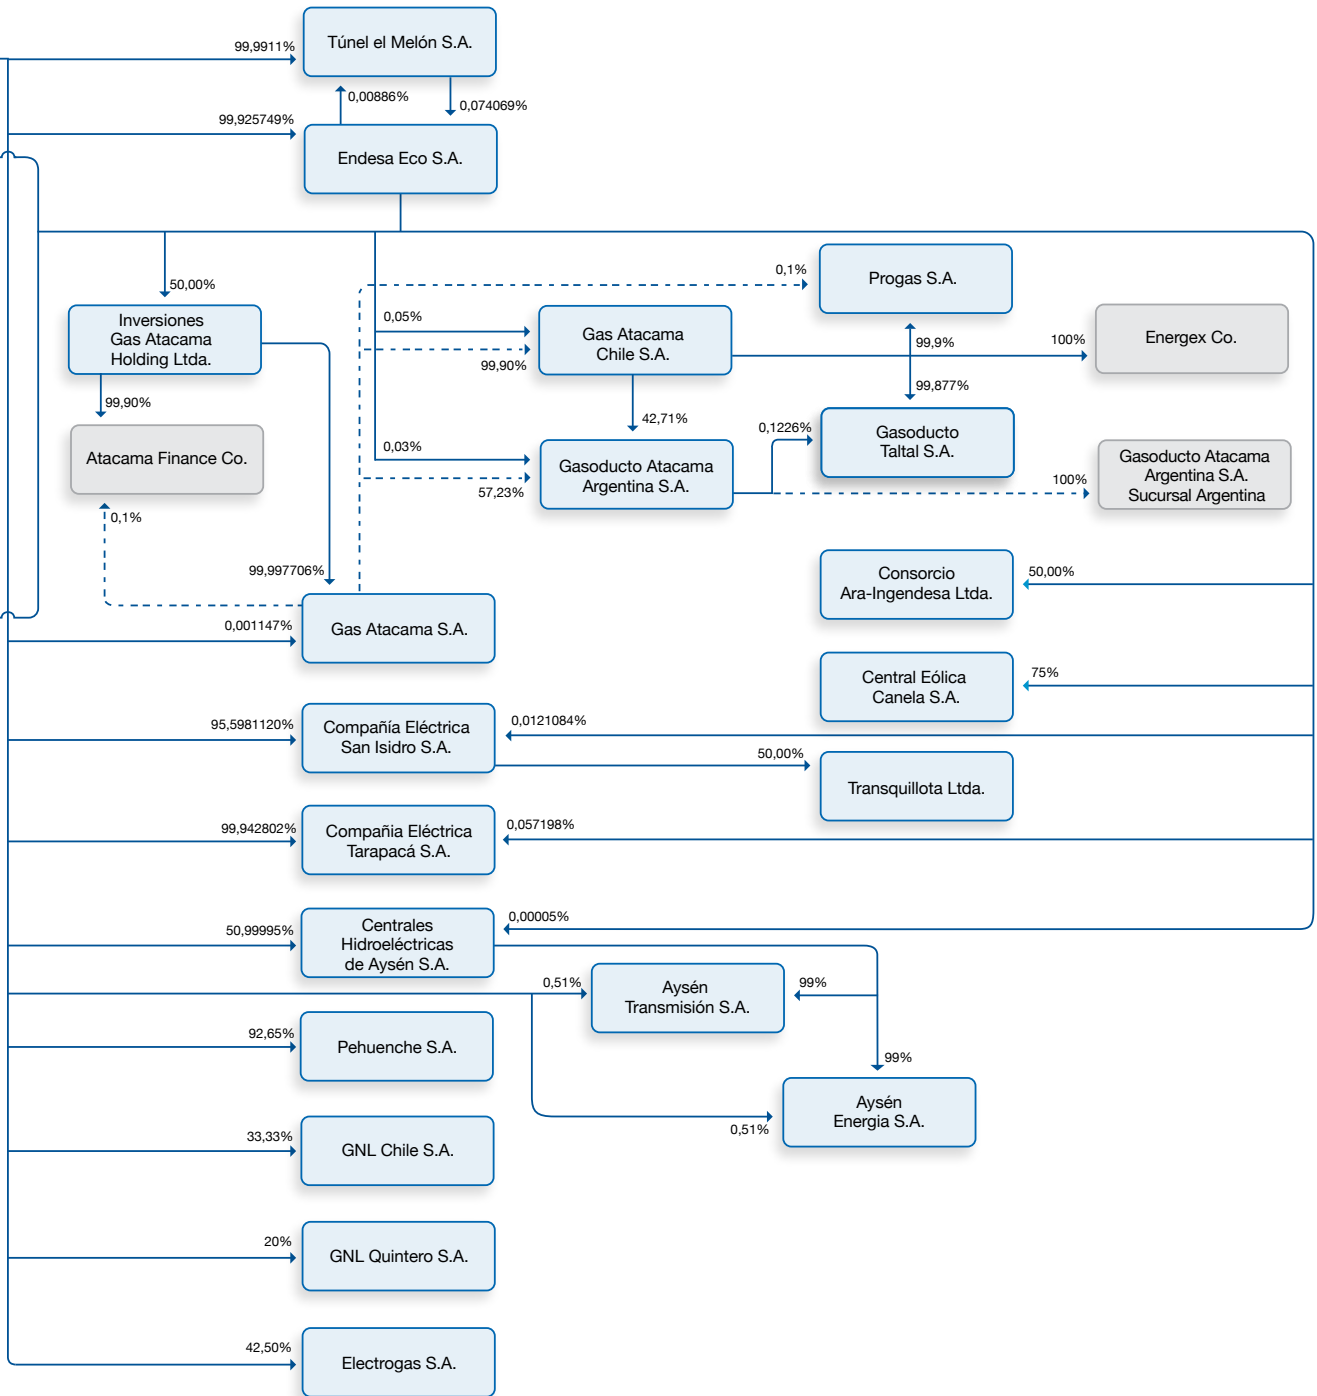 Túnel el Melón S.A.
99,9911%
0,00886%
0,074069%
99,925749%
Endesa Eco S.A.
50,00%
0,1%
Progas S.A.
Inversiones
Gas Atacama
Holding Ltda.
0,05%
99,90%
Gas Atacama
Chile S.A.
99,9%
100%
Energex Co.
99,877%
99,90%
42,71%
Atacama Finance Co.
0,03%
57,23%
Gasoducto Atacama
Argentina S.A.
0,1226%
Gasoducto
Taltal S.A.
100%
Gasoducto Atacama
Argentina S.A.
Sucursal Argentina
0,1%
99,997706%
Consorcio
Ara-Ingendesa Ltda.
50,00%
0,001147%
Gas Atacama S.A.
Central Eólica
Canela S.A.
75%
95,5981120%
Compañía Eléctrica
San Isidro S.A.
0,0121084%
50,00%
Transquillota Ltda.
99,942802%
Compañia Eléctrica
Tarapacá S.A.
0,057198%
50,99995%
Centrales
Hidroeléctricas
de Aysén S.A.
0,00005%
0,51%
Aysén
Transmisión S.A.
99%
92,65%
Pehuenche S.A.
99%
Aysén
Energia S.A.
0,51%
33,33%
GNL Chile S.A.
20%
GNL Quintero S.A.
42,50%
Electrogas S.A.